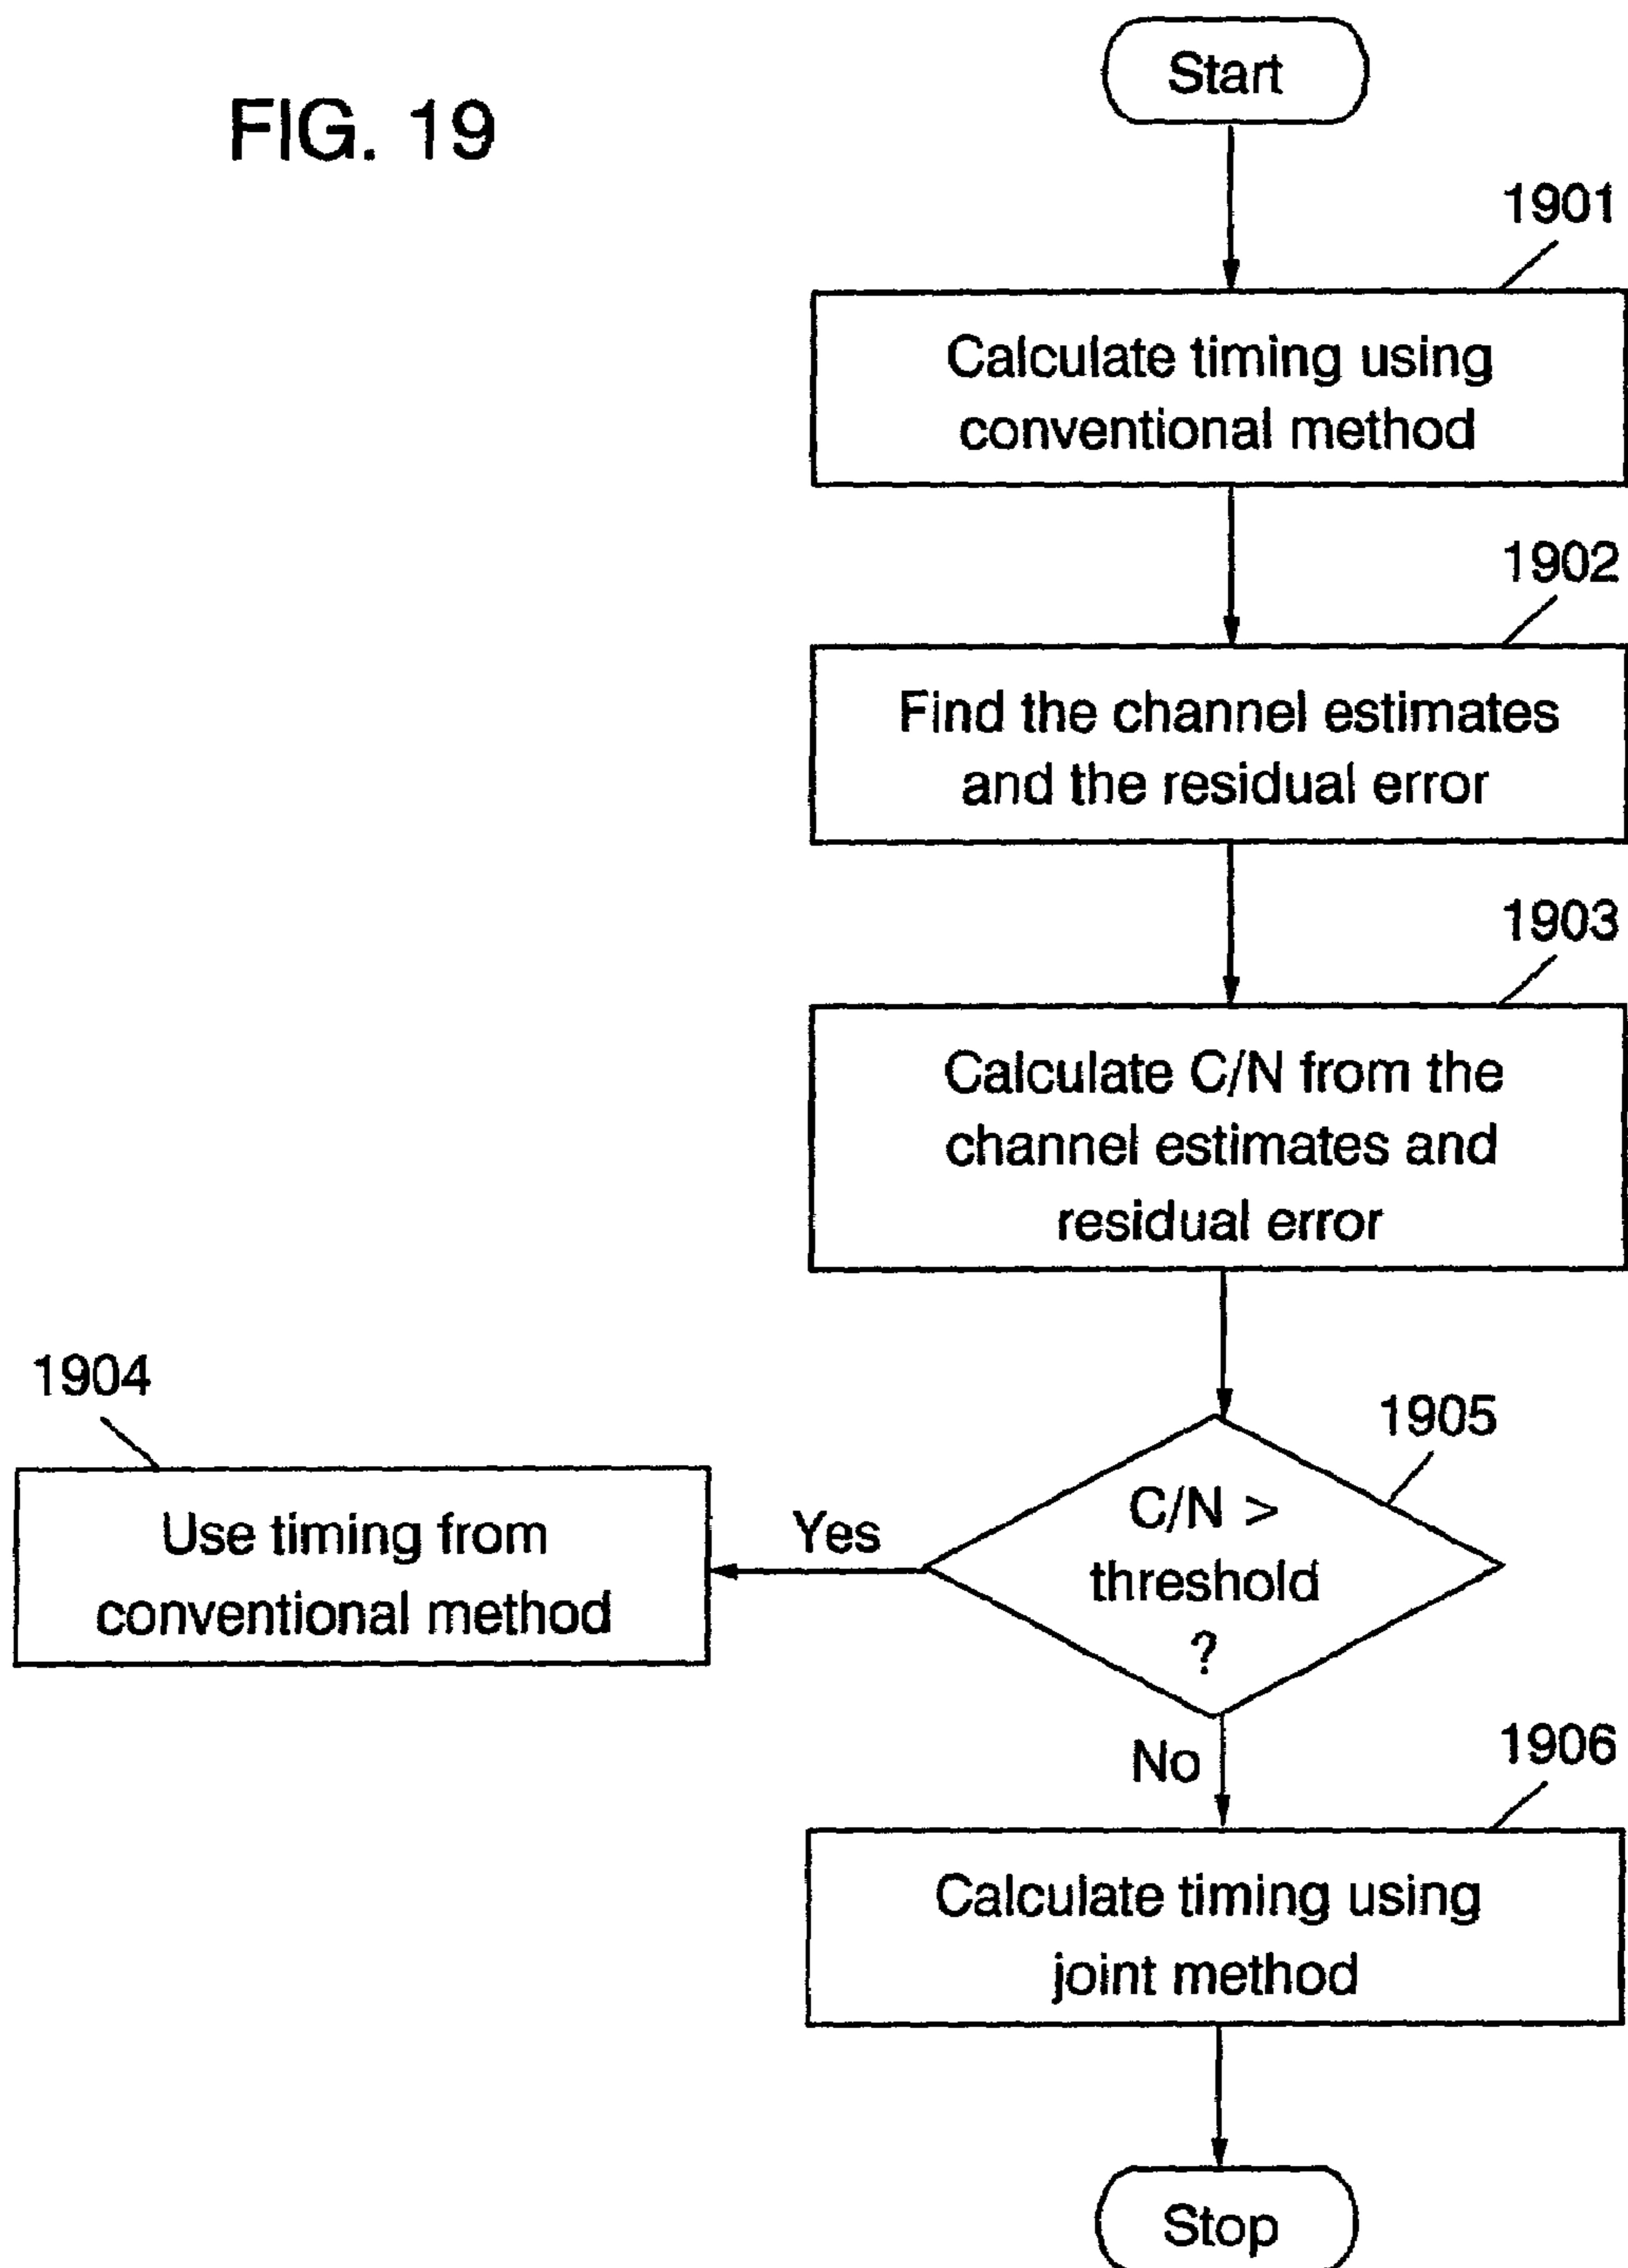 FIG. 19
Start
1901
Calculate timing using
conventional method
1902
Find the channel estimates
and the residual error
1903
Calculate C/N from the
channel estimates and
residual error
1904
Use timing from
conventional method
Yes
1905
C/N >
threshold
?
No
1906
Calculate timing using
joint method
Stop